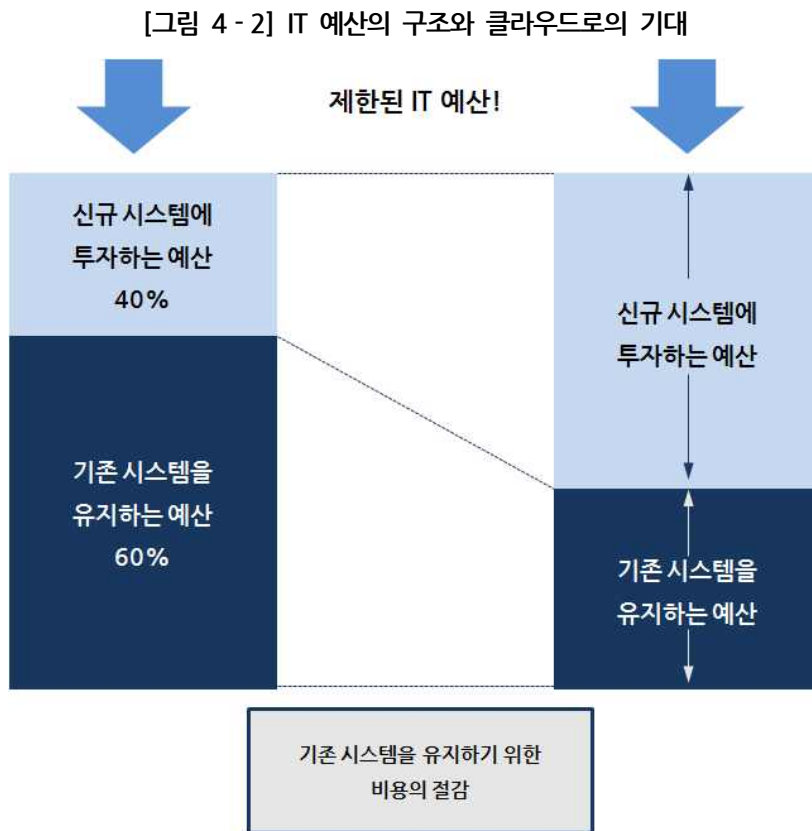 [그림 4 - 2] IT 예산의 구조와 클라우드로의 기대
제한된 IT 예산!
신규 시스템에
투자하는 예산
40%
기존 시스템을
유지하는 예산
60%
신규 시스템에
투자하는 예산
기존 시스템을
유지하는 예산
기존 시스템을 유지하기 위한
비용의 절감